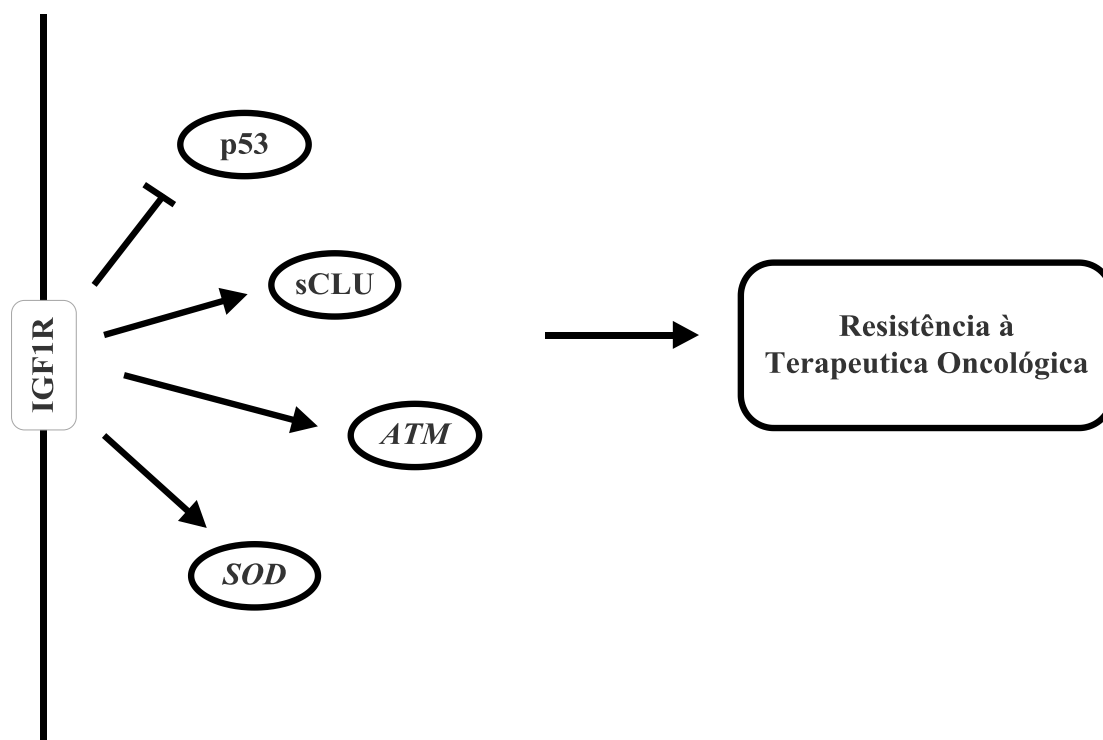 p53
sCLU
IGF1R
ATM
SOD
Resistência à
Terapeutica Oncológica